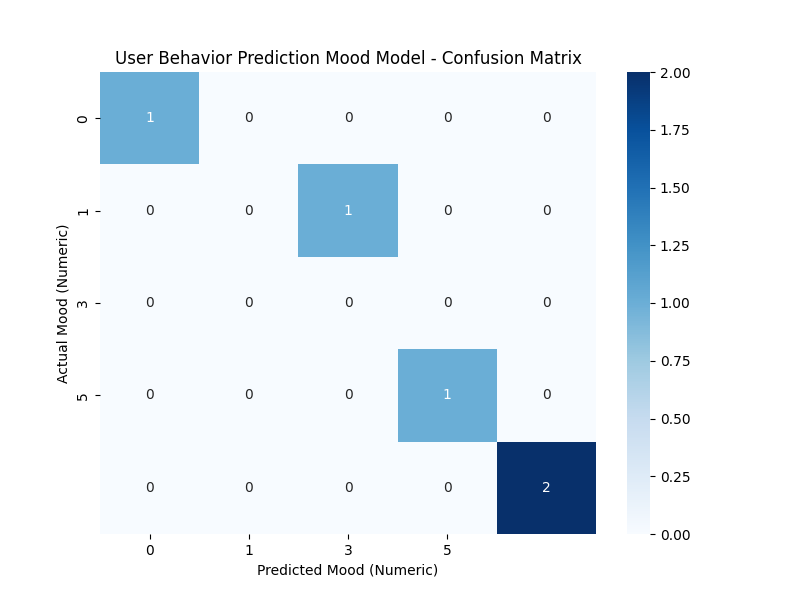 User Behavior Prediction Mood Model - Confusion Matrix
0 1 0 0 0 0
1 0 0 1 0 0
3 0 0 0 0 0
5 0 0 0 1 0
0 0 0 0 2
0 1 3 5
Predicted Mood (Numeric)
Actual Mood (Numeric)
2.00
1.75
1.50
1.25
1.00
0.75
0.50
0.25
0.00